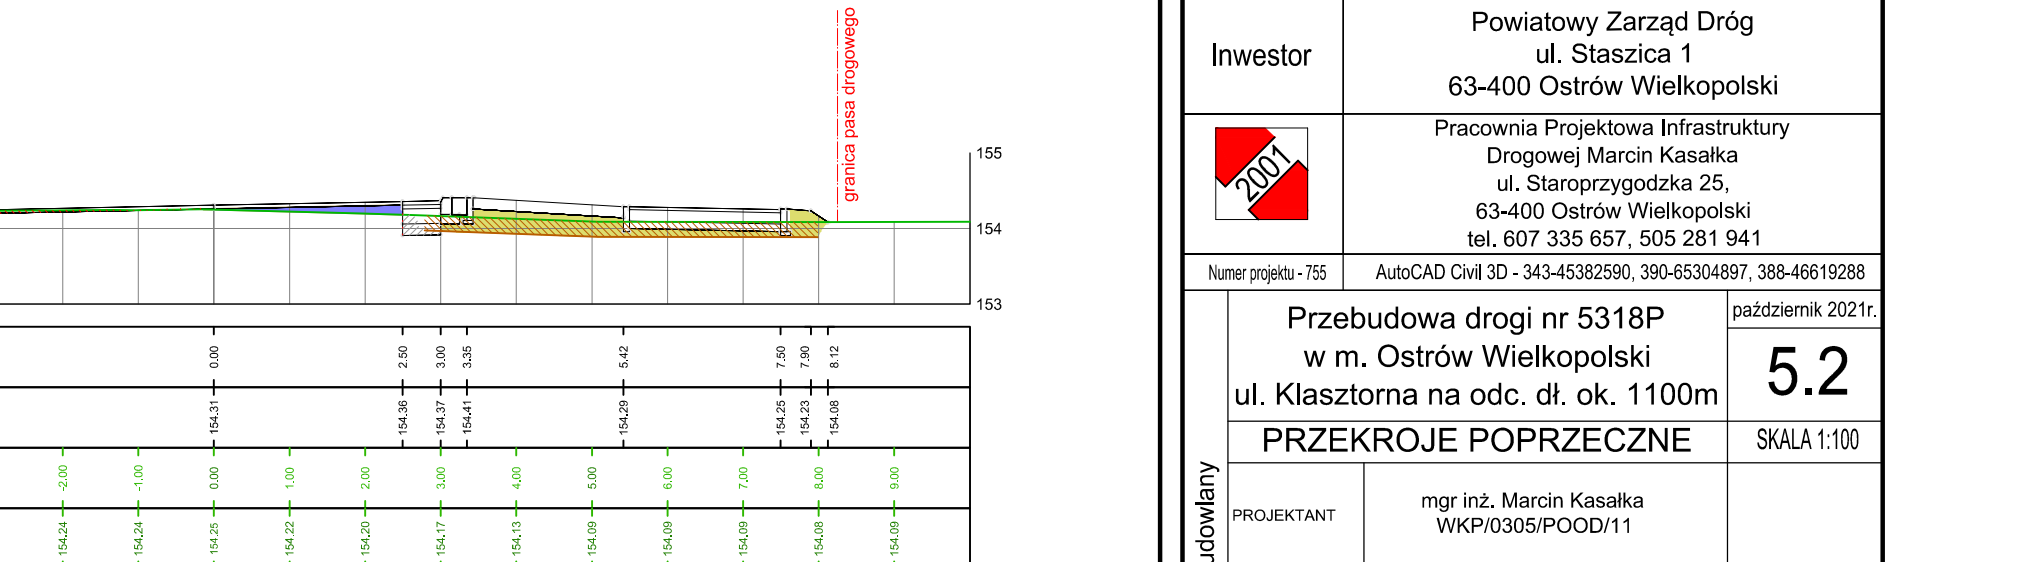 granica pasa drogowego
155
154
153
0.00 2.50 3.00 3.35 5.42 7.50 7.90 8.12
154.31 154.36 154.37 154.41 154.29 154.25 154.23 154.08
-2.00 -1.00 0.00 1.00 2.00 3.00 4.00 5.00 6.00 7.00 8.00 9.00
154.24 154.24 154.25 154.22 154.20 154.17 154.13 154.09 154.09 154.09 154.08 154.09
Inwestor
Powiatowy Zarząd Dróg
ul. Staszica 1
63-400 Ostrów Wielkopolski
2001
Pracownia Projektowa Infrastruktury
Drogowej Marcin Kasałka
ul. Staroprzygodzka 25,
63-400 Ostrów Wielkopolski
tel. 607 335 657, 505 281 941
Numer projektu - 755
AutoCAD Civil 3D - 343-45382590, 390-65304897, 388-46619288
Przebudowa drogi nr 5318P
w m. Ostrów Wielkopolski
ul. Klasztorna na odc. dł. ok. 1100m
październik 2021r.
5.2
PRZEKROJE POPRZECZNE
SKALA 1:100
udowlany
PROJEKTANT
mgr inż. Marcin Kasałka
WKP/0305/POOD/11